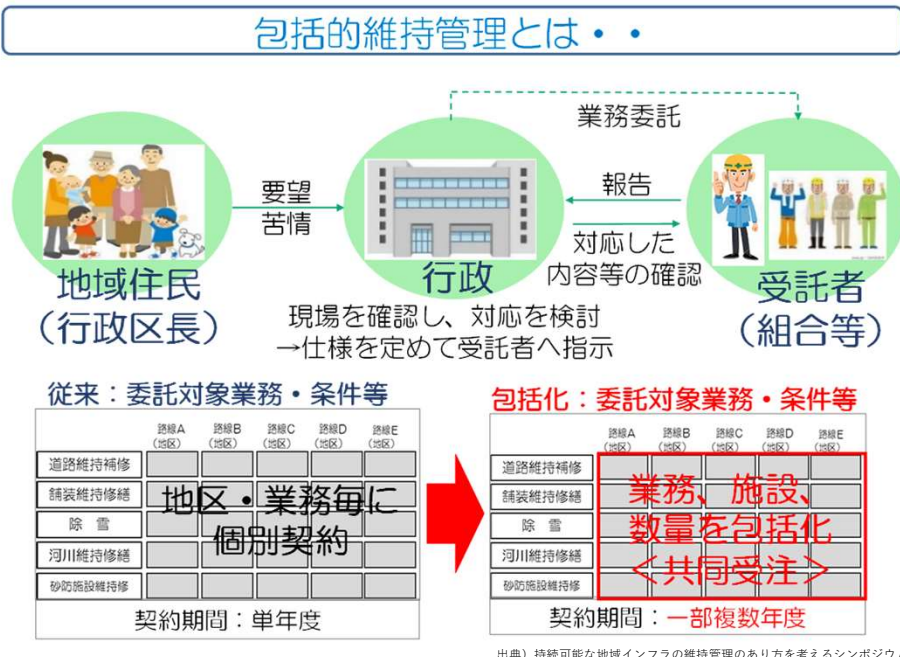 包括的維持管理とは・・
業務委託
要望
苦情
報告
対応した
内容等の確認
地域住民
（行政区長）
行政
受託者
（組合等）
現場を確認し、対応を検討
→仕様を定めて受託者へ指示
従来：委託対象業務・条件等
路線A 路線B 路線C 路線D 路線E
（地区） （地区） （地区） （地区） （地区）
道路維持補修
舗装維持修繕
除 雪
河川維持修繕
砂防施設維持修
地区・業務毎に
個別契約
契約期間：単年度
包括化：委託対象業務・条件等
路線A 路線B 路線C 路線D 路線E
（地区） （地区） （地区） （地区） （地区）
道路維持補修
舗装維持修繕
除 雪
河川維持修繕
砂防施設維持修
業務、施設、
数量を包括化
＜共同受注＞
契約期間：一部複数年度
出典）持続可能な地域インフラの維持管理のあり方を考えるシンポジウム